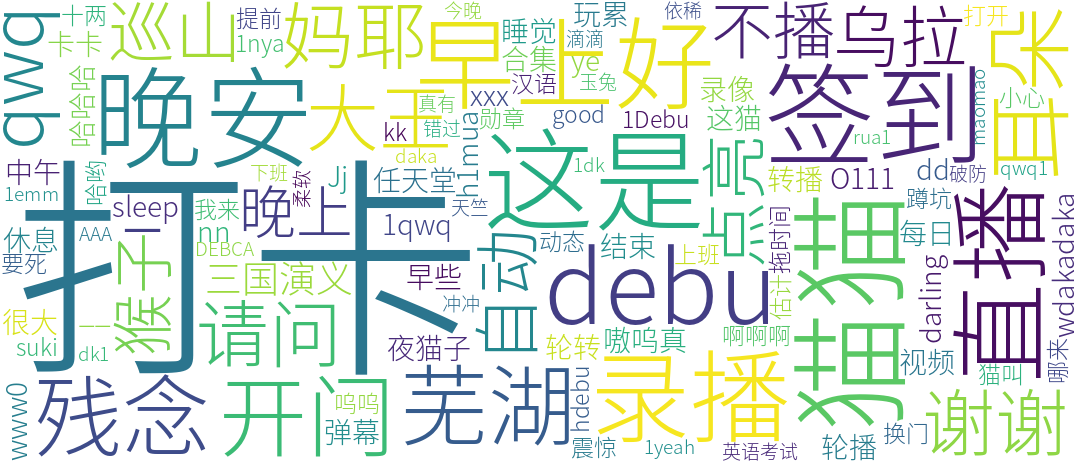 qwq
十两
卡卡
哈哈哈
巡山
提前
1nya
妈耶
今晚
早上好
睡觉
合集
玩累
滴滴
ye
依稀
玉兔
不播
乌拉
打开
耳朵
晚安
大王
真有
错过
kk
daka
xxx
汉语
勋章
good
录像
这猫
1Debu
签到
小心
maomao
rua1
qwq1
中午
1emm
哈哟
下班
柔软
Jj
任天堂
h1mua
天竺
这是
1dk
点亮
转播
O111
dd
破防
蹲坑
每日
打卡
sleep
我来
nn
晚上
1qwq
休息
AAA
DEBCA
要死
猴子
三国演义
早些
自动
动态
结束
上班
拖时间
估计
猫猫
darling
直播
wdakadaka
很大
一一
suki
dk1
请问
冲冲
夜猫子
debu
轮转
嗷呜真
啊啊啊
视频
哪来
猫叫
残念
www0
开门
呜呜
弹幕
芜湖
hdebu
震惊
录播
1yeah
英语考试
轮播
换门
谢谢